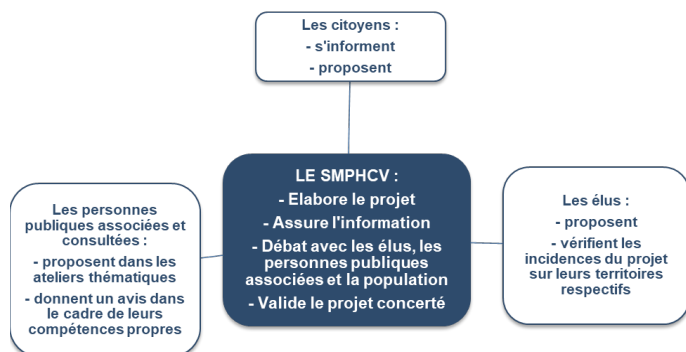 Les citoyens :
- s'informent
- proposent
LE SMPHCV :
- Elabore le projet
- Assure l'information
- Débat avec les élus, les
personnes publiques
associées et la population
- Valide le projet concerté
Les personnes
publiques associées et
consultées :
- proposent dans les
ateliers thématiques
- donnent un avis dans
le cadre de leurs
compétences propres
Les élus :
- proposent
- vérifient les
incidences du projet
sur leurs territoires
respectifs